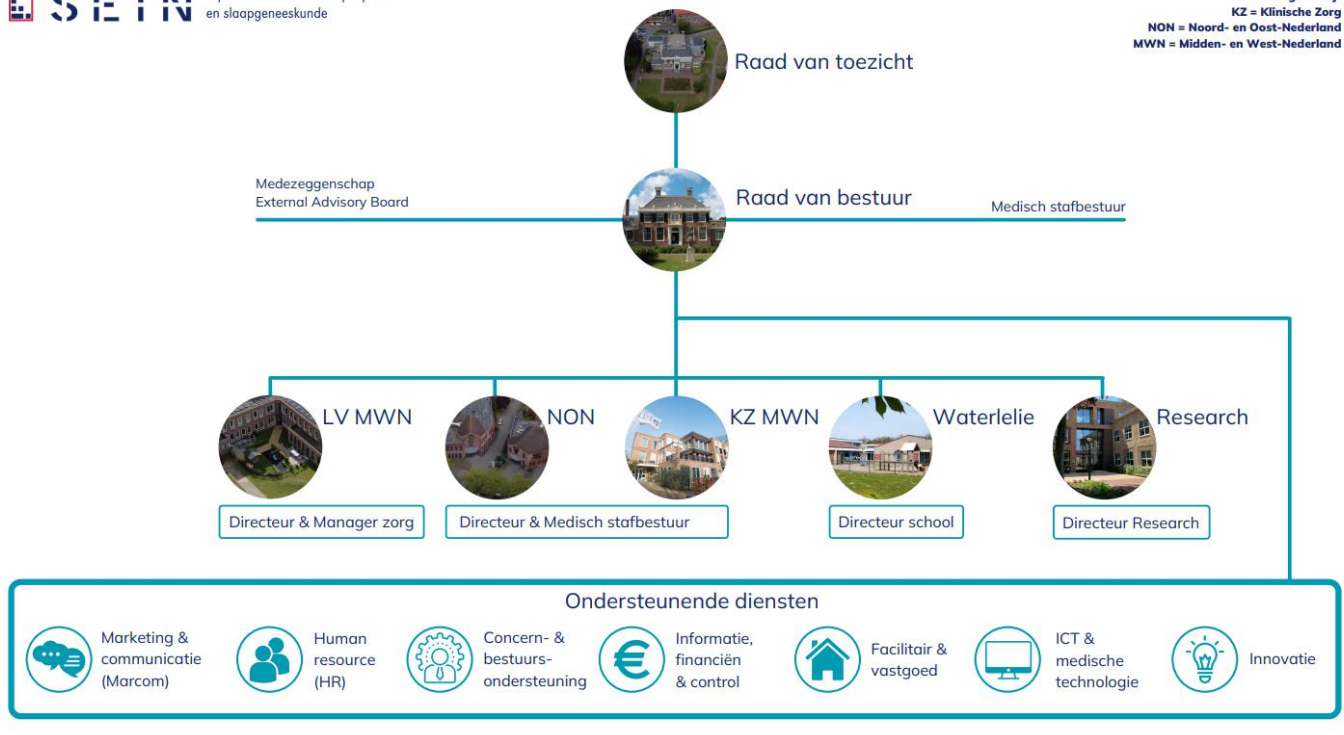 SEIN
en slaapgeneeskunde
KZ = Klinische Zorg
NON = Noord- en Oost-Nederland
MWN = Midden- en West-Nederland
Raad van toezicht
Medezeggenschap
External Advisory Board
Raad van bestuur
Medisch stafbestuur
LV MWN
NON
KZ MWN
Waterlelie
Research
Directeur & Manager zorg
Directeur & Medisch stafbestuur
Directeur school
Directeur Research
Ondersteunende diensten
Marketing &
communicatie
(Marcom)
Human
resource
(HR)
Concern- &
bestuurs-
ondersteuning
€
Informatie,
financiën
& control
Facilitair &
vastgoed
ICT &
medische
technologie
Innovatie